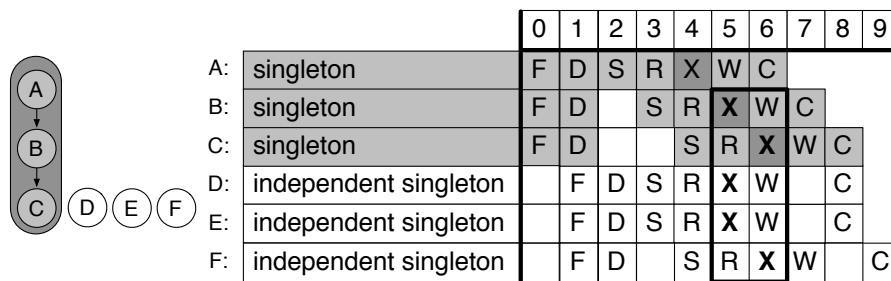 0 1 2 3 4 5 6 7 8 9
A: singleton F D S R X W C
B: singleton F D S R X W C
C: singleton F D S R X W C
D: independent singleton F D S R X W C
E: independent singleton F D S R X W C
F: independent singleton F D S R X W C
A
B
C D E F